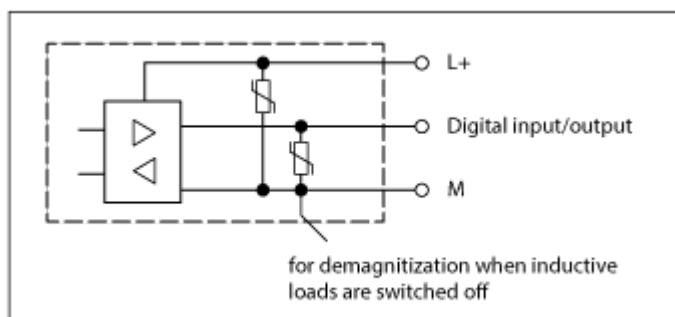 L+
Digital input/output
M
for demagnitization when inductive
loads are switched off